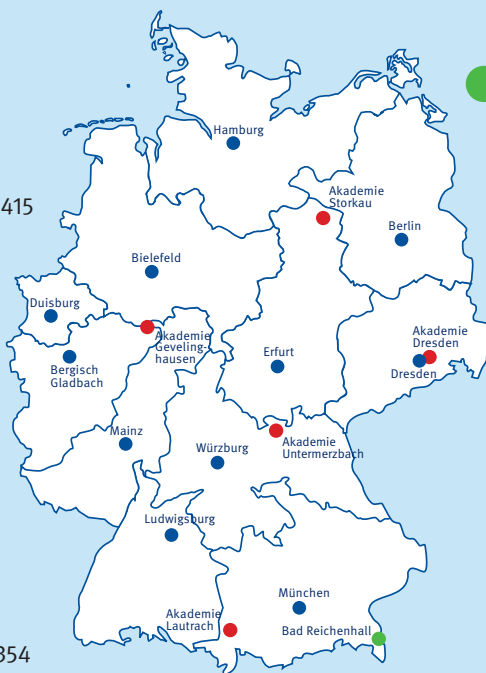 Hamburg
415
Akademie
Storkau
Berlin
Bielefeld
Duisburg
Akademie
Geveling-
hausen
Akademie
Dresden
Dresden
Erfurt
Bergisch
Gladbach
Mainz
Würzburg
Akademie
Untermerzbach
Ludwigsburg
München
Akademie
Lautrach
Bad Reichenhall
354